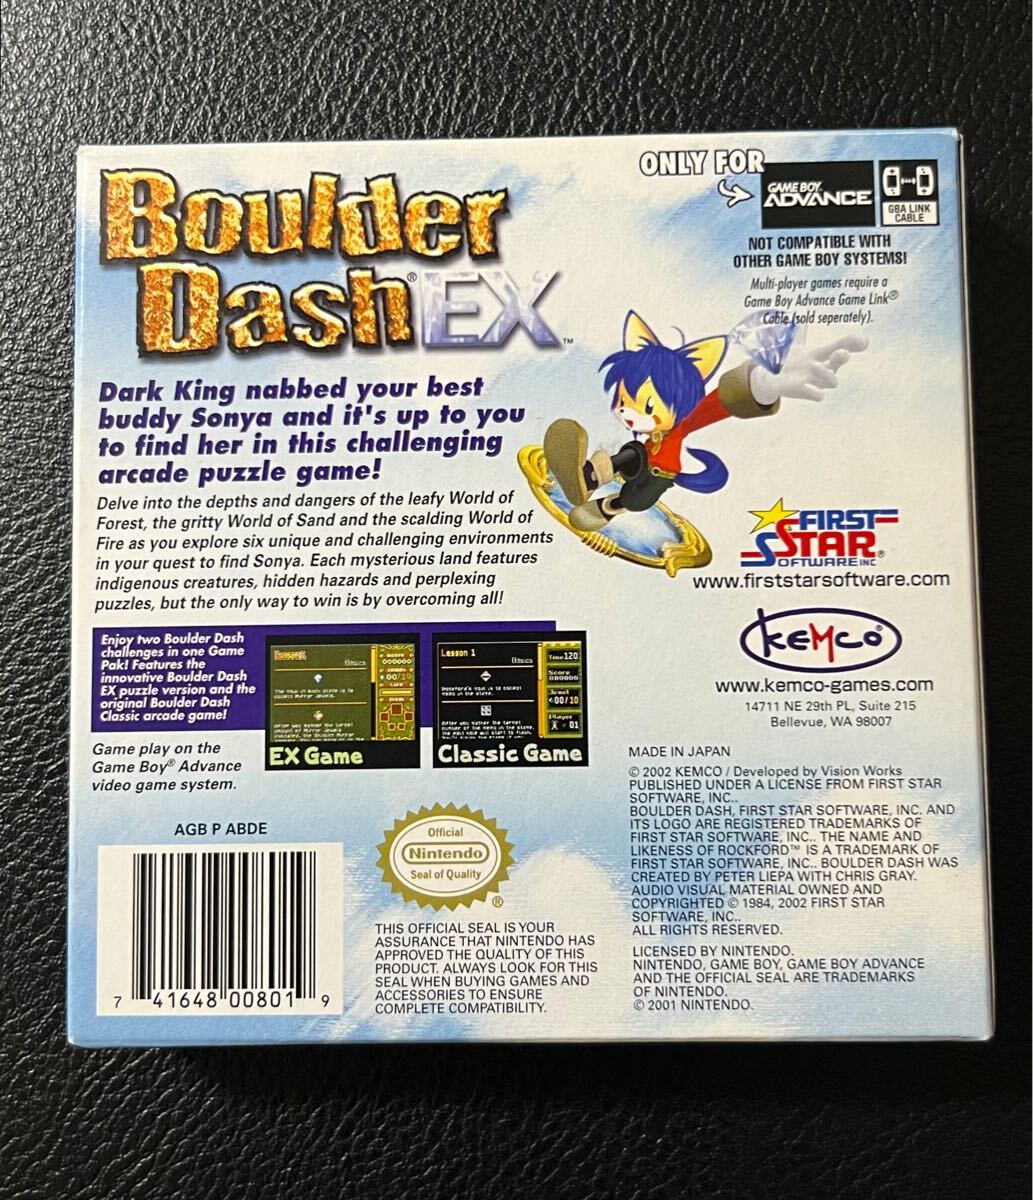 Boulder
Dash® EX™
ONLY FOR
GAME BOY
ADVANCE
GBA LINK
CABLE
NOT COMPATIBLE WITH
OTHER GAME BOY SYSTEMS!
Multi-player games require a
Game Boy Advance Game Link®
Cable (sold seperately).
Dark King nabbed your best
buddy Sonya and it's up to you
to find her in this challenging
arcade puzzle game!
Delve into the depths and dangers of the leafy World of
Forest, the gritty World of Sand and the scalding World of
Fire as you explore six unique and challenging environments
in your quest to find Sonya. Each mysterious land features
indigenous creatures, hidden hazards and perplexing
puzzles, but the only way to win is by overcoming all!
FIRST
STAR®
SOFTWARE INC
www.firststarsoftware.com
Enjoy two Boulder Dash
challenges in one Game
Pak! Features the
innovative Boulder Dash
EX puzzle version and the
original Boulder Dash
Classic arcade game!
Game play on the
Game Boy® Advance
video game system.
Basics
SCORE
000000
EX Game
Lesson 1
Basics
Time 120
Score
000000
Jewel
00/10
Player
01
Classic Game
KEMCO®
www.kemco-games.com
14711 NE 29th PL, Suite 215
Bellevue, WA 98007
MADE IN JAPAN
© 2002 KEMCO / Developed by Vision Works
PUBLISHED UNDER A LICENSE FROM FIRST STAR
SOFTWARE, INC..
BOULDER DASH, FIRST STAR SOFTWARE, INC. AND
ITS LOGO ARE REGISTERED TRADEMARKS OF
FIRST STAR SOFTWARE, INC.. THE NAME AND
LIKENESS OF ROCKFORD™ IS A TRADEMARK OF
FIRST STAR SOFTWARE, INC.. BOULDER DASH WAS
CREATED BY PETER LIEPA WITH CHRIS GRAY.
AUDIO VISUAL MATERIAL OWNED AND
COPYRIGHTED © 1984, 2002 FIRST STAR
SOFTWARE, INC..
ALL RIGHTS RESERVED.
LICENSED BY NINTENDO.
NINTENDO, GAME BOY, GAME BOY ADVANCE
AND THE OFFICIAL SEAL ARE TRADEMARKS
OF NINTENDO.
© 2001 NINTENDO.
AGB P ABDE
7 41648 00801 9
Official
Nintendo
Seal of Quality
®
THIS OFFICIAL SEAL IS YOUR
ASSURANCE THAT NINTENDO HAS
APPROVED THE QUALITY OF THIS
PRODUCT. ALWAYS LOOK FOR THIS
SEAL WHEN BUYING GAMES AND
ACCESSORIES TO ENSURE
COMPLETE COMPATIBILITY.